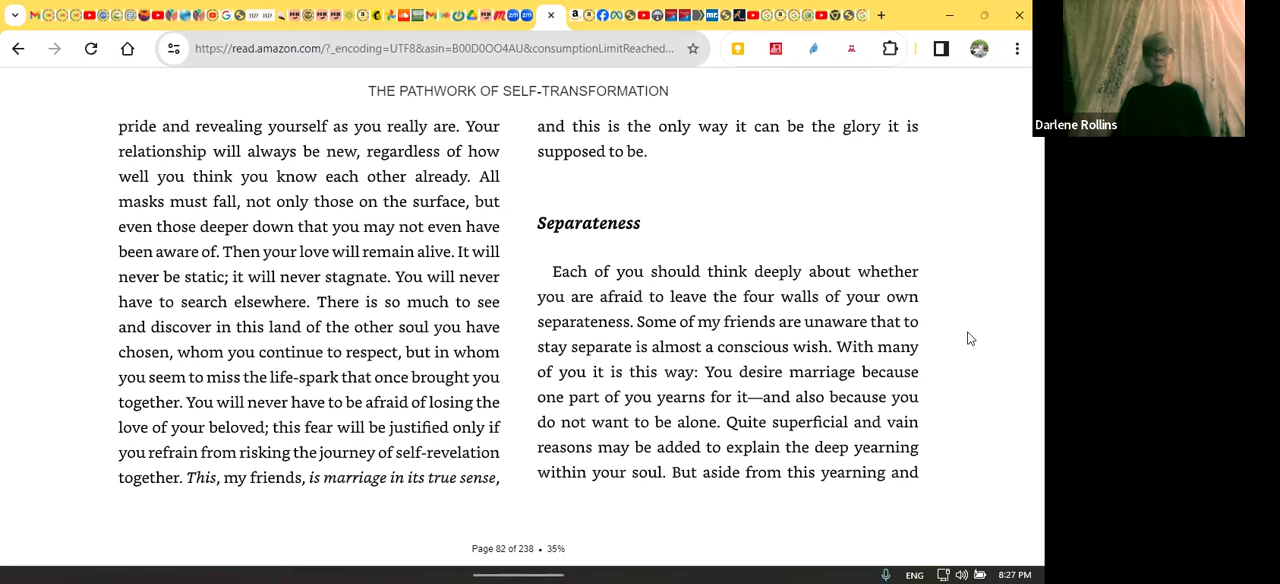 https://read.amazon.com/?_encoding=UTF8&asin=B00D0OO4AU&consumptionLimitReached...
THE PATHWORK OF SELF-TRANSFORMATION
pride and revealing yourself as you really are. Your
relationship will always be new, regardless of how
well you think you know each other already. All
masks must fall, not only those on the surface, but
even those deeper down that you may not even have
been aware of. Then your love will remain alive. It will
never be static; it will never stagnate. You will never
have to search elsewhere. There is so much to see
and discover in this land of the other soul you have
chosen, whom you continue to respect, but in whom
you seem to miss the life-spark that once brought you
together. You will never have to be afraid of losing the
love of your beloved; this fear will be justified only if
you refrain from risking the journey of self-revelation
together. This, my friends, is marriage in its true sense,
and this is the only way it can be the glory it is
supposed to be.
Separateness
Each of you should think deeply about whether
you are afraid to leave the four walls of your own
separateness. Some of my friends are unaware that to
stay separate is almost a conscious wish. With many
of you it is this way: You desire marriage because
one part of you yearns for it—and also because you
do not want to be alone. Quite superficial and vain
reasons may be added to explain the deep yearning
within your soul. But aside from this yearning and
Page 82 of 238 • 35%
Darlene Rollins
ENG
8:27 PM